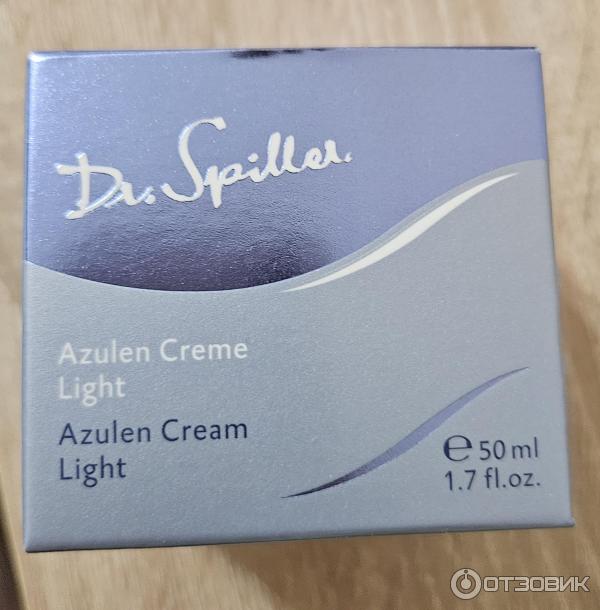 Dr. Spiller.
Azulen Creme
Light
Azulen Cream
Light
℮ 50 ml
1.7 fl.oz.
ОТЗОВИК